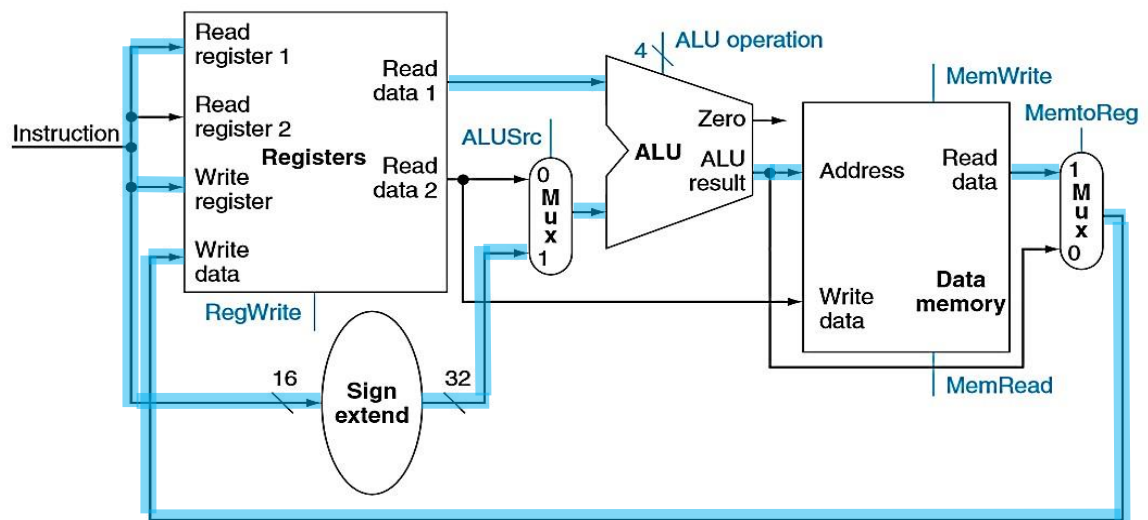 Instruction
Read
register 1
Read
register 2
Registers
Write
register
Write
data
Read
data 1
Read
data 2
RegWrite
16
Sign
extend
32
ALUSrc
0
Mux
1
4
ALU operation
Zero
ALU
ALU
result
MemWrite
Address
Read
data
Write
data
Data
memory
MemRead
MemtoReg
1
Mux
0